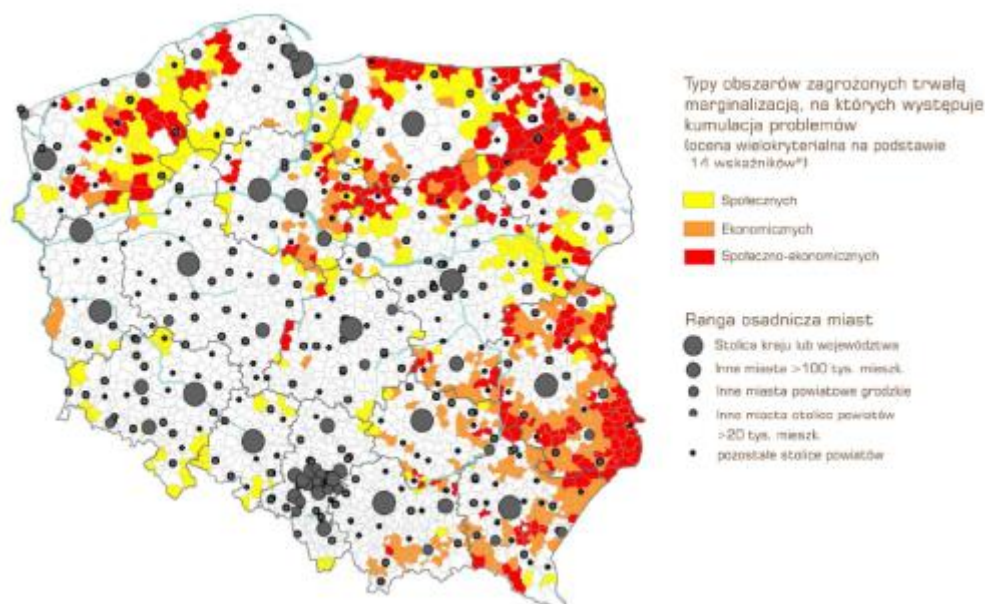 Typy obszarów zagrożonych trwałą
marginalizacją, na których występuje
kumulacja problemów
(ocena wielokryterialna na podstawie
14 wskaźników*)
Społecznych
Ekonomicznych
Społeczno-ekonomicznych
Ranga osadnicza miast
Stolica kraju lub województwa
Inne miasta >100 tys. mieszk.
Inne miasta powiatowe grodzkie
Inne miasta stolice powiatów
>20 tys. mieszk.
pozostałe stolice powiatów